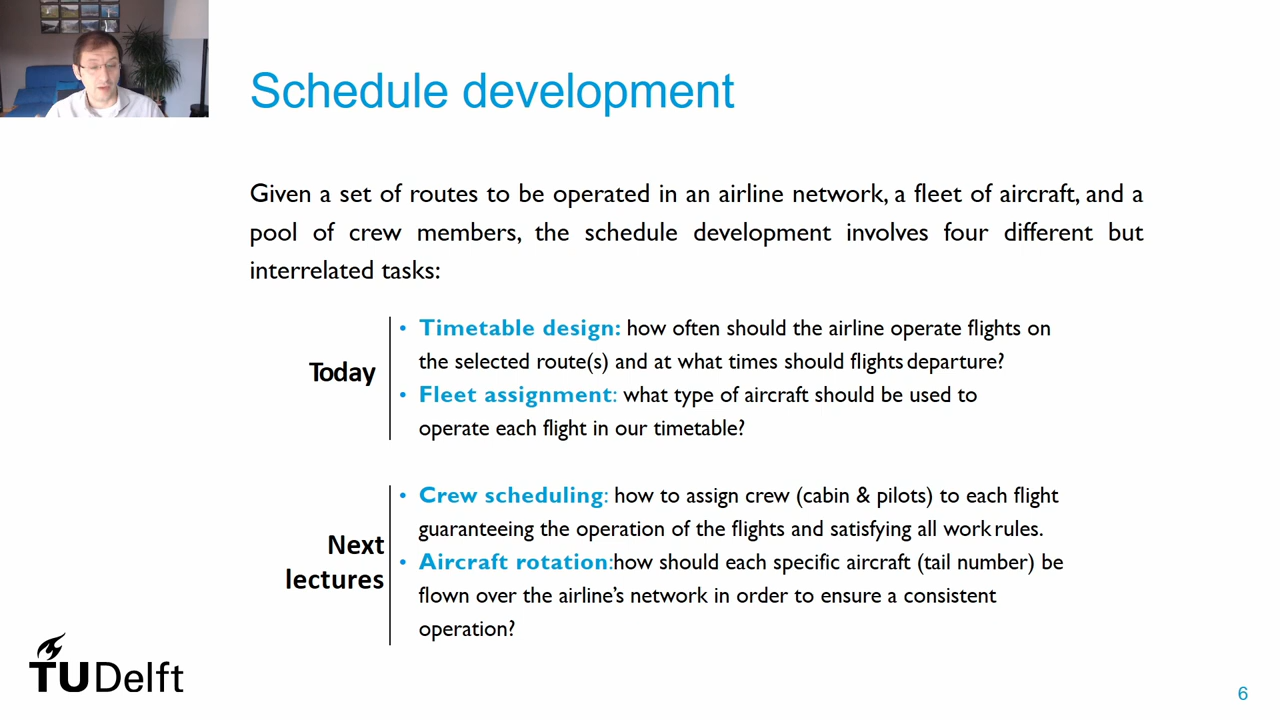 Schedule development
Given a set of routes to be operated in an airline network, a fleet of aircraft, and a
pool of crew members, the schedule development involves four different but
interrelated tasks:
Today
• Timetable design: how often should the airline operate flights on
the selected route(s) and at what times should flights departure?
• Fleet assignment: what type of aircraft should be used to
operate each flight in our timetable?
Next
lectures
• Crew scheduling: how to assign crew (cabin & pilots) to each flight
guaranteeing the operation of the flights and satisfying all work rules.
• Aircraft rotation:how should each specific aircraft (tail number) be
flown over the airline's network in order to ensure a consistent
operation?
TUDelft
6